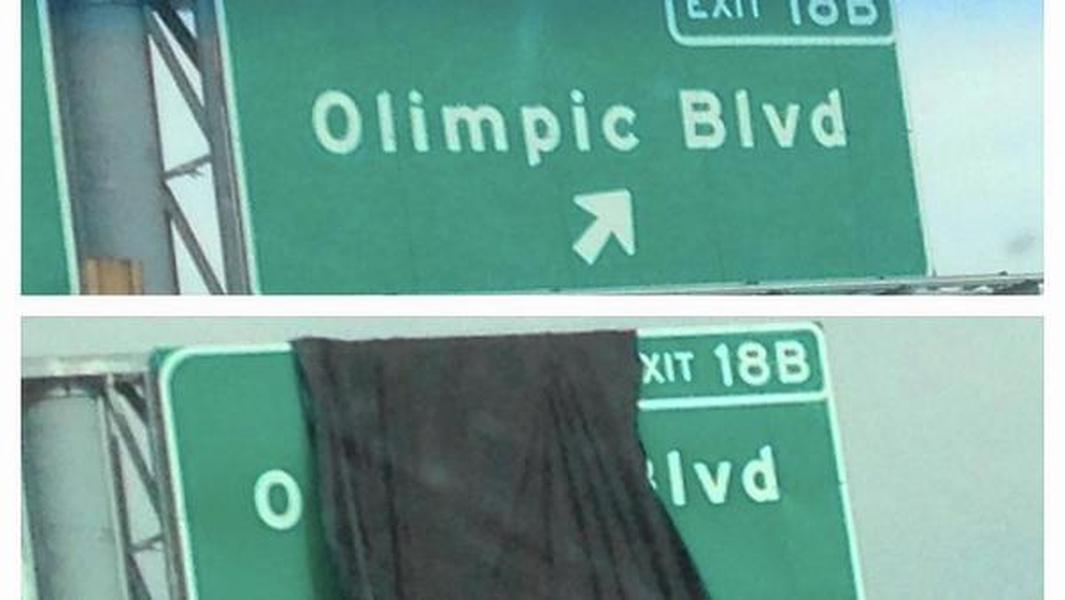 EXIT 18B
Olimpic Blvd
XIT 18B
O lvd